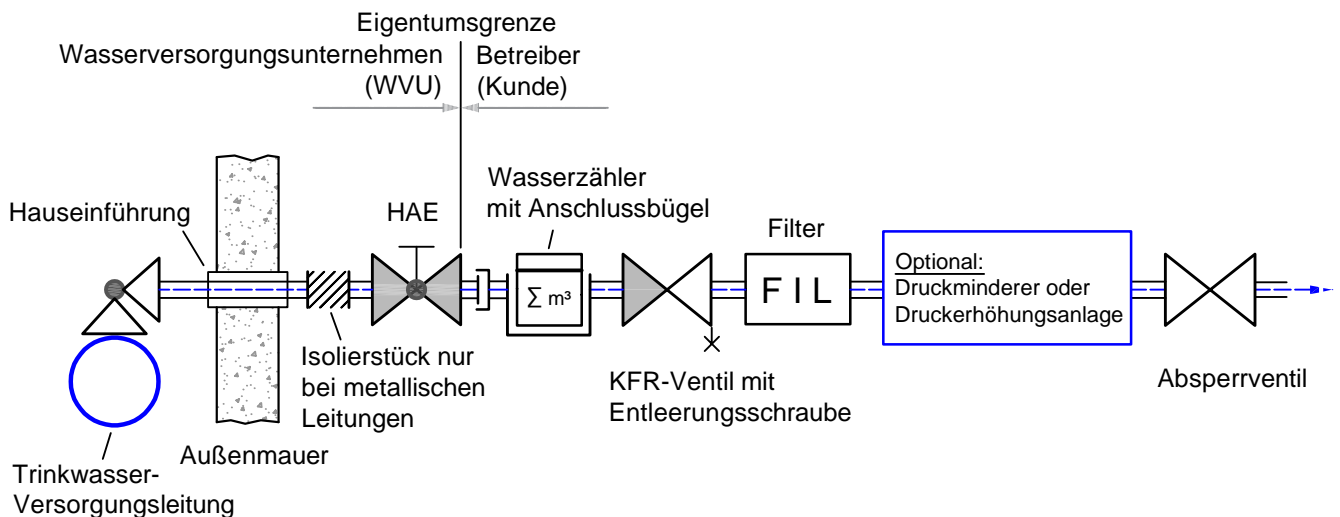 Eigentumsgrenze
Wasserversorgungsunternehmen
(WVU)
Betreiber
(Kunde)
Hauseinführung
HAE
Wasserzähler
mit Anschlussbügel
Filter
∑ m³
FIL
Optional:
Druckminderer oder
Druckerhöhungsanlage
Isolierstück nur
bei metallischen
Leitungen
KFR-Ventil mit
Entleerungsschraube
Absperrventil
Außenmauer
Trinkwasser-
Versorgungsleitung